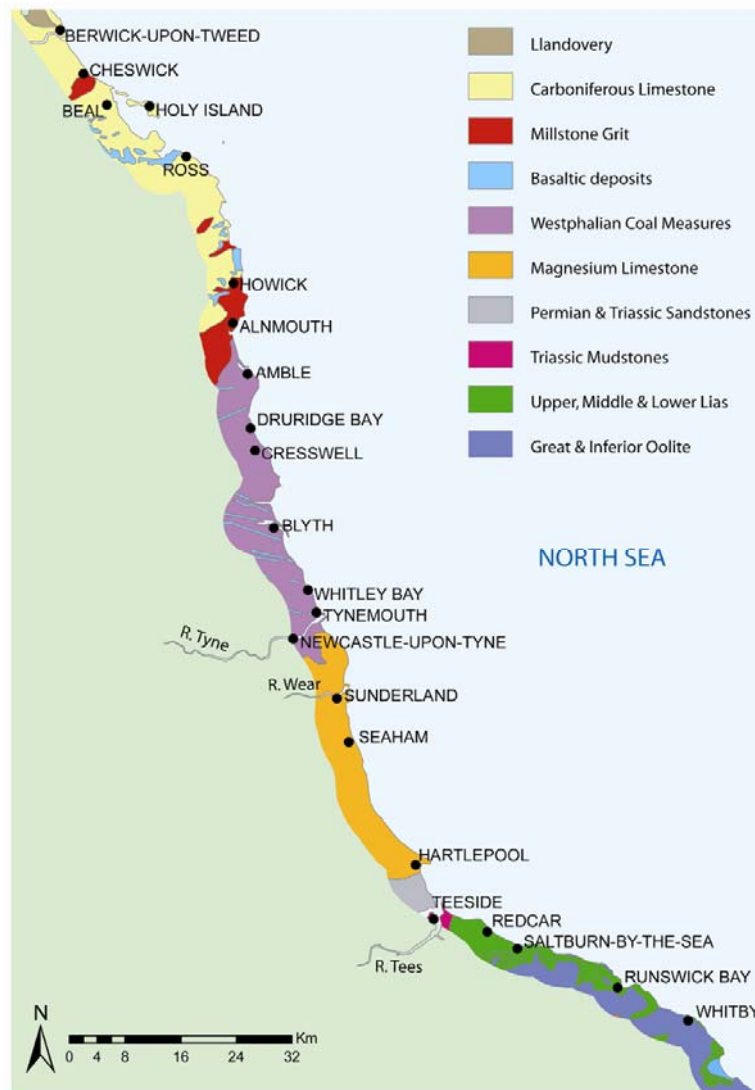 BERWICK-UPON-TWEED
CHESWICK
BEAL
HOLY ISLAND
ROSS
HOWICK
ALNMOUTH
AMBLE
DRURIDGE BAY
CRESSWELL
BLYTH
WHITLEY BAY
TYNEMOUTH
R. Tyne
NEWCASTLE-UPON-TYNE
R. Wear
SUNDERLAND
SEAHAM
HARTLEPOOL
TEESIDE
REDCAR
SALTBURN-BY-THE-SEA
R. Tees
RUNSWICK BAY
WHITBY
Llandovery
Carboniferous Limestone
Millstone Grit
Basaltic deposits
Westphalian Coal Measures
Magnesium Limestone
Permian & Triassic Sandstones
Triassic Mudstones
Upper, Middle & Lower Lias
Great & Inferior Oolite
NORTH SEA
N
Km
0 4 8 16 24 32